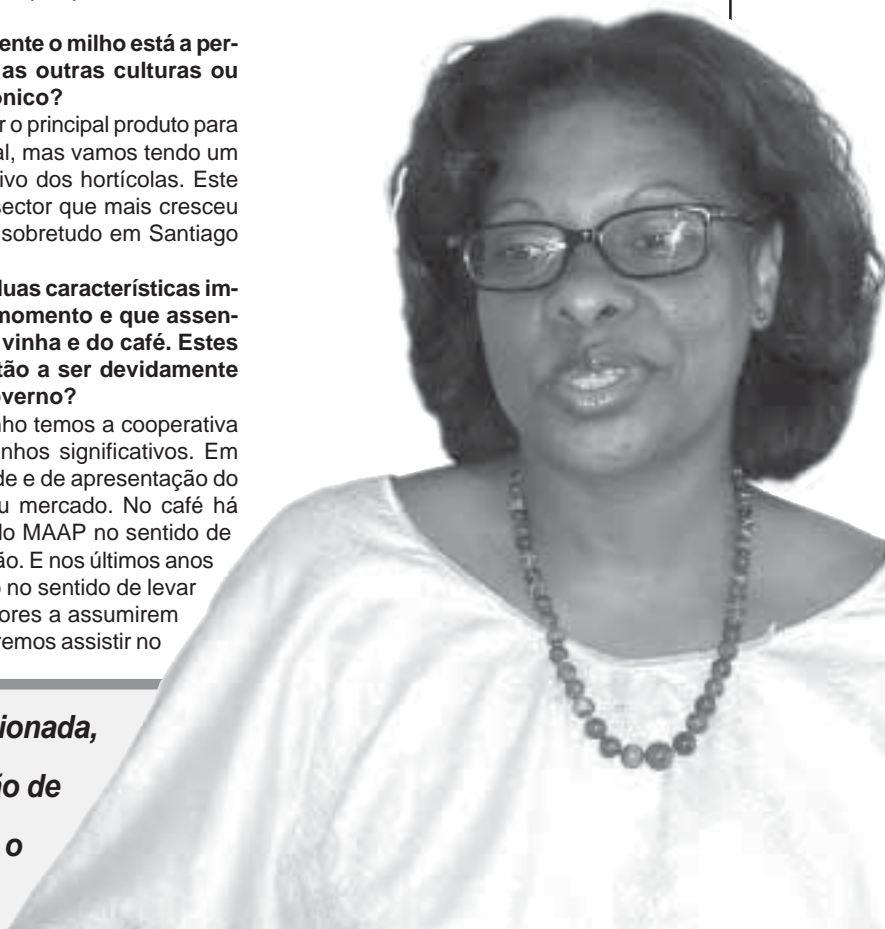 ente o milho está a per-
as outras culturas ou
ónico?
r o principal produto para
al, mas vamos tendo um
ivo dos hortícolas. Este
sector que mais cresceu
sobretudo em Santiago
duas características im-
momento e que assen-
vinha e do café. Estes
tão a ser devidamente
overno?
nho temos a cooperativa
nhos significativos. Em
de e de apresentação do
u mercado. No café há
do MAAP no sentido de
ão. E nos últimos anos
no sentido de levar
ores a assumirem
remos assistir no
ionada,
ão de
o